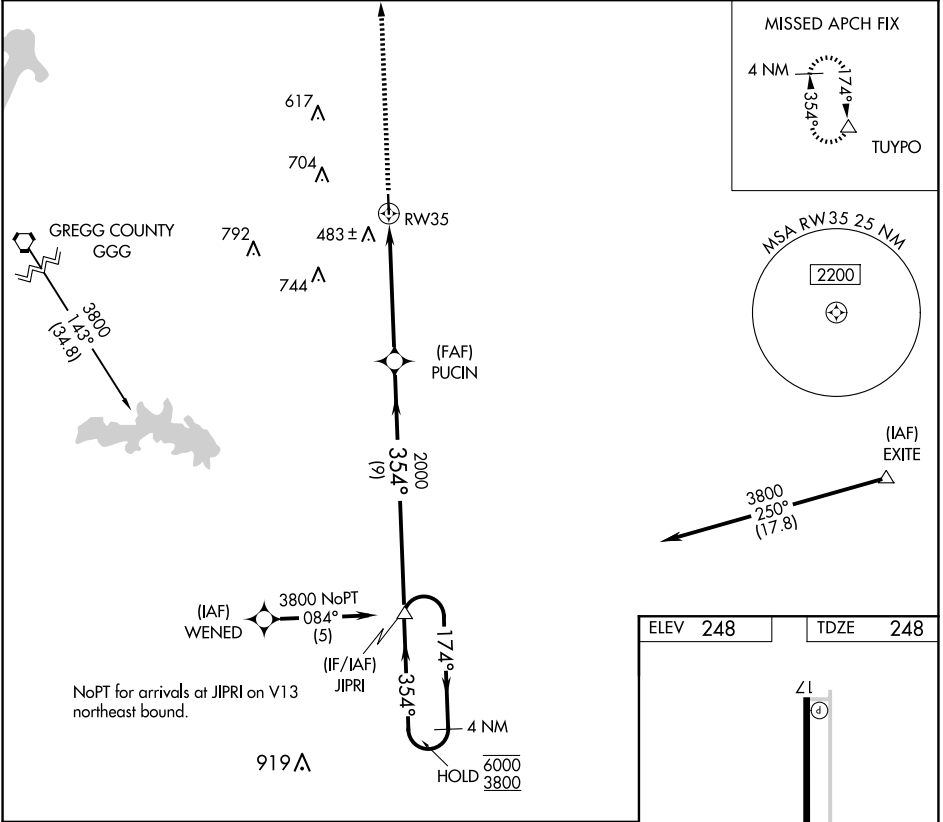 MISSED APCH FIX
4 NM
174°
354°
TUYPO
617
704
RW35
GREGG COUNTY
GGG
792
483 ±
744
3800
143°
(34.8)
MSA RW35 25 NM
2200
(FAF)
PUCIN
2000
354°
(9)
(IAF)
EXITE
3800
250°
(17.8)
(IAF)
WENED
3800 NoPT
084°
(5)
(IF/IAF)
JIPRI
174°
354°
NoPT for arrivals at JIPRI on V13
northeast bound.
4 NM
919
HOLD
6000
3800
ELEV 248
TDZE 248
17
P